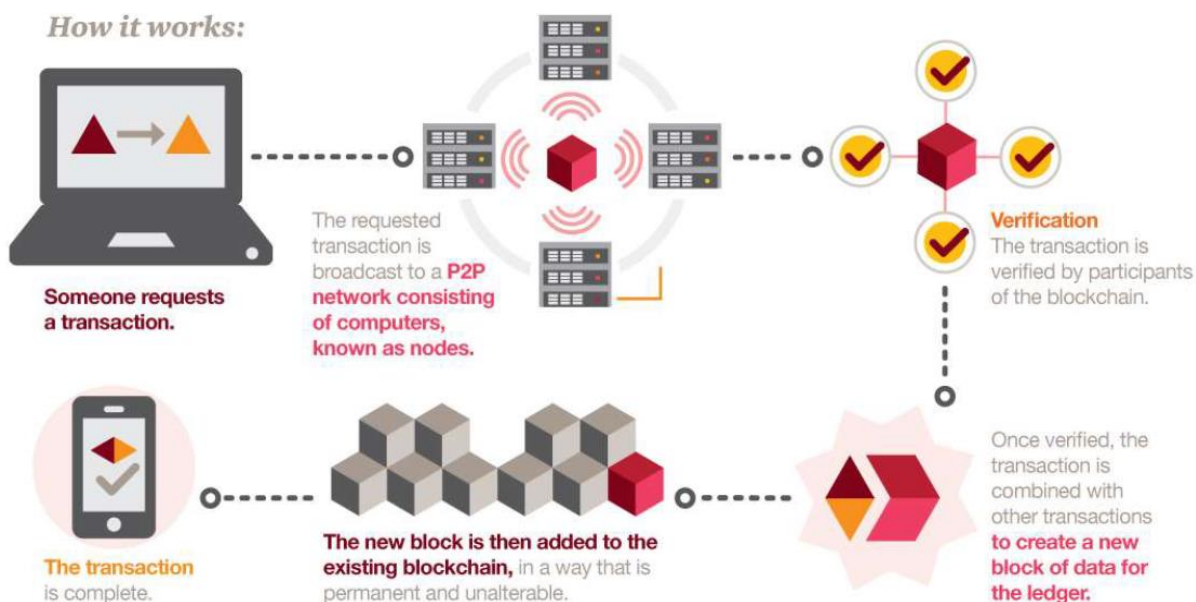 How it works:
Someone requests
a transaction.
The requested
transaction is
broadcast to a P2P
network consisting
of computers,
known as nodes.
Verification
The transaction is
verified by participants
of the blockchain.
Once verified, the
transaction is
combined with
other transactions
to create a new
block of data for
the ledger.
The new block is then added to the
existing blockchain, in a way that is
permanent and unalterable.
The transaction
is complete.